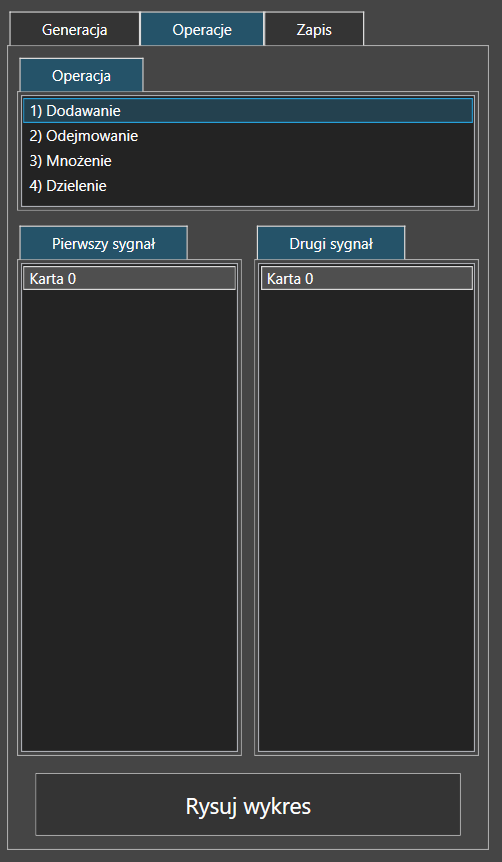 Generacja Operacje Zapis
Operacja
1) Dodawanie
2) Odejmowanie
3) Mnożenie
4) Dzielenie
Pierwszy sygnał Drugi sygnał
Karta 0 Karta 0
Rysuj wykres